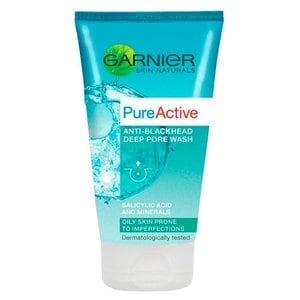 GARNIER
SKIN NATURALS
PureActive
ANTI-BLACKHEAD
DEEP PORE WASH
SALICYLIC ACID
AND MINERALS
OILY SKIN PRONE
TO IMPERFECTIONS
Dermatologically tested